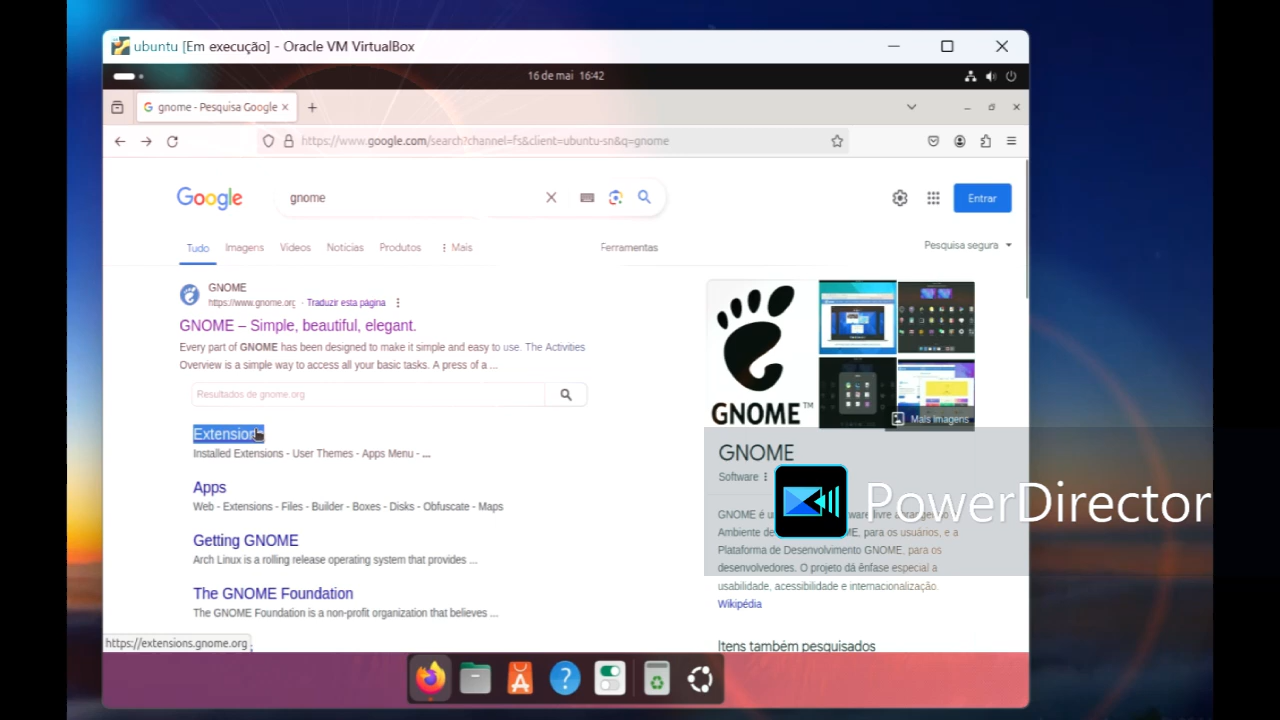 ubuntu [Em execução] - Oracle VM VirtualBox
16 de mai 16:42
gnome - Pesquisa Google
https://www.google.com/search?channel=fs&client=ubuntu-sn&q=gnome
Google
gnome
Entrar
Tudo Imagens Vídeos Notícias Produtos Mais Ferramentas
Pesquisa segura
GNOME
https://www.gnome.org · Traduzir esta página
GNOME – Simple, beautiful, elegant.
Every part of GNOME has been designed to make it simple and easy to use. The Activities
Overview is a simple way to access all your basic tasks. A press of a ...
Resultados de gnome.org
Extensions
Installed Extensions - User Themes - Apps Menu - ...
Apps
Web - Extensions - Files - Builder - Boxes - Disks - Obfuscate - Maps
Getting GNOME
Arch Linux is a rolling release operating system that provides ...
The GNOME Foundation
The GNOME Foundation is a non-profit organization that believes ...
https://extensions.gnome.org
GNOME™
Mais imagens
GNOME
Software
PowerDirector
GNOME é
Ambiente de para os usuários, e a
Plataforma de Desenvolvimento GNOME, para os
desenvolvedores. O projeto dá ênfase especial a
usabilidade, acessibilidade e internacionalização.
Wikipédia
Itens também pesquisados